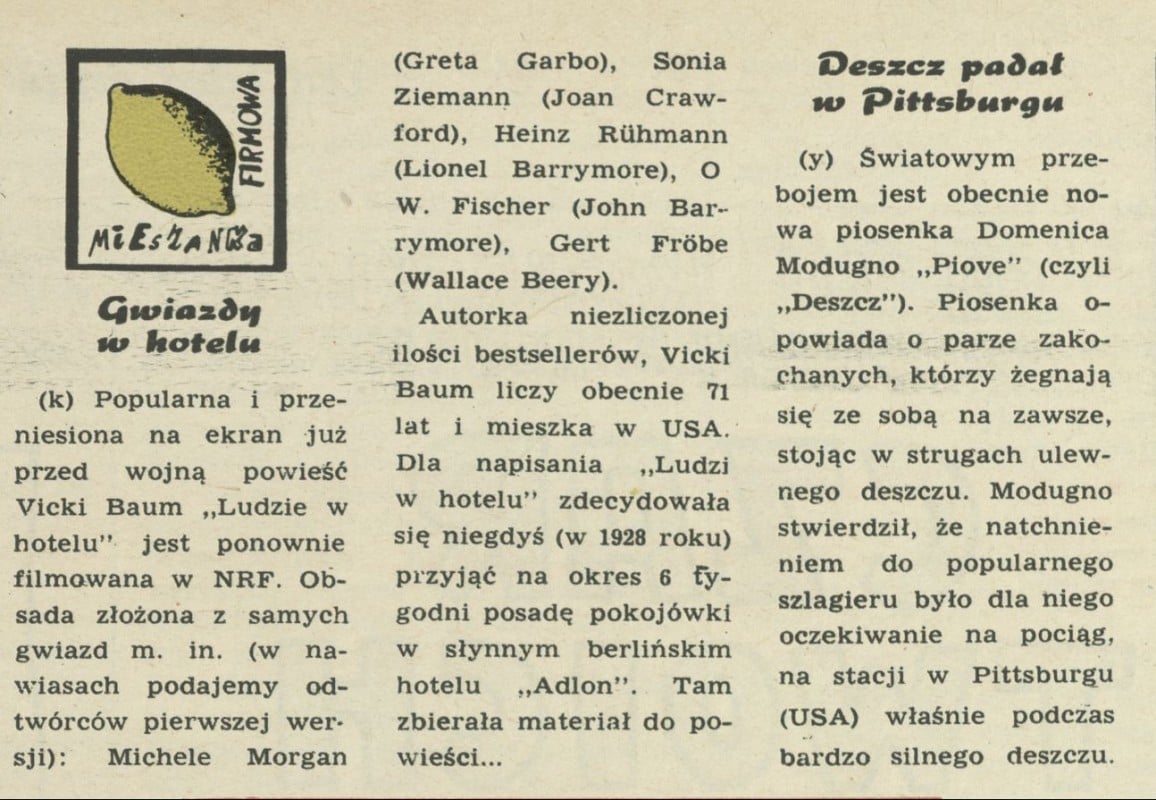 FIRMOWA
MiEsZANKa
Gwiazdy
w hotelu
(k) Popularna i prze-
niesiona na ekran już
przed wojną powieść
Vicki Baum „Ludzie w
hotelu” jest ponownie
filmowana w NRF. Ob-
sada złożona z samych
gwiazd m. in. (w na-
wiasach podajemy od-
twórców pierwszej wer-
sji): Michele Morgan
(Greta Garbo), Sonia
Ziemann (Joan Craw-
ford), Heinz Rühmann
(Lionel Barrymore), O
W. Fischer (John Bar-
rymore), Gert Fröbe
(Wallace Beery).
Autorka niezliczonej
ilości bestsellerów, Vicki
Baum liczy obecnie 71
lat i mieszka w USA.
Dla napisania „Ludzi
w hotelu” zdecydowała
się niegdyś (w 1928 roku)
przyjąć na okres 6 ty-
godni posadę pokojówki
w słynnym berlińskim
hotelu „Adlon”. Tam
zbierała materiał do po-
wieści...
Deszcz padał
w Pittsburgu
(y) Światowym prze-
bojem jest obecnie no-
wa piosenka Domenica
Modugno „Piove” (czyli
„Deszcz”). Piosenka o-
powiada o parze zako-
chanych, którzy żegnają
się ze sobą na zawsze,
stojąc w strugach ulew-
nego deszczu. Modugno
stwierdził, że natchnie-
niem do popularnego
szlagieru było dla niego
oczekiwanie na pociąg,
na stacji w Pittsburgu
(USA) właśnie podczas
bardzo silnego deszczu.